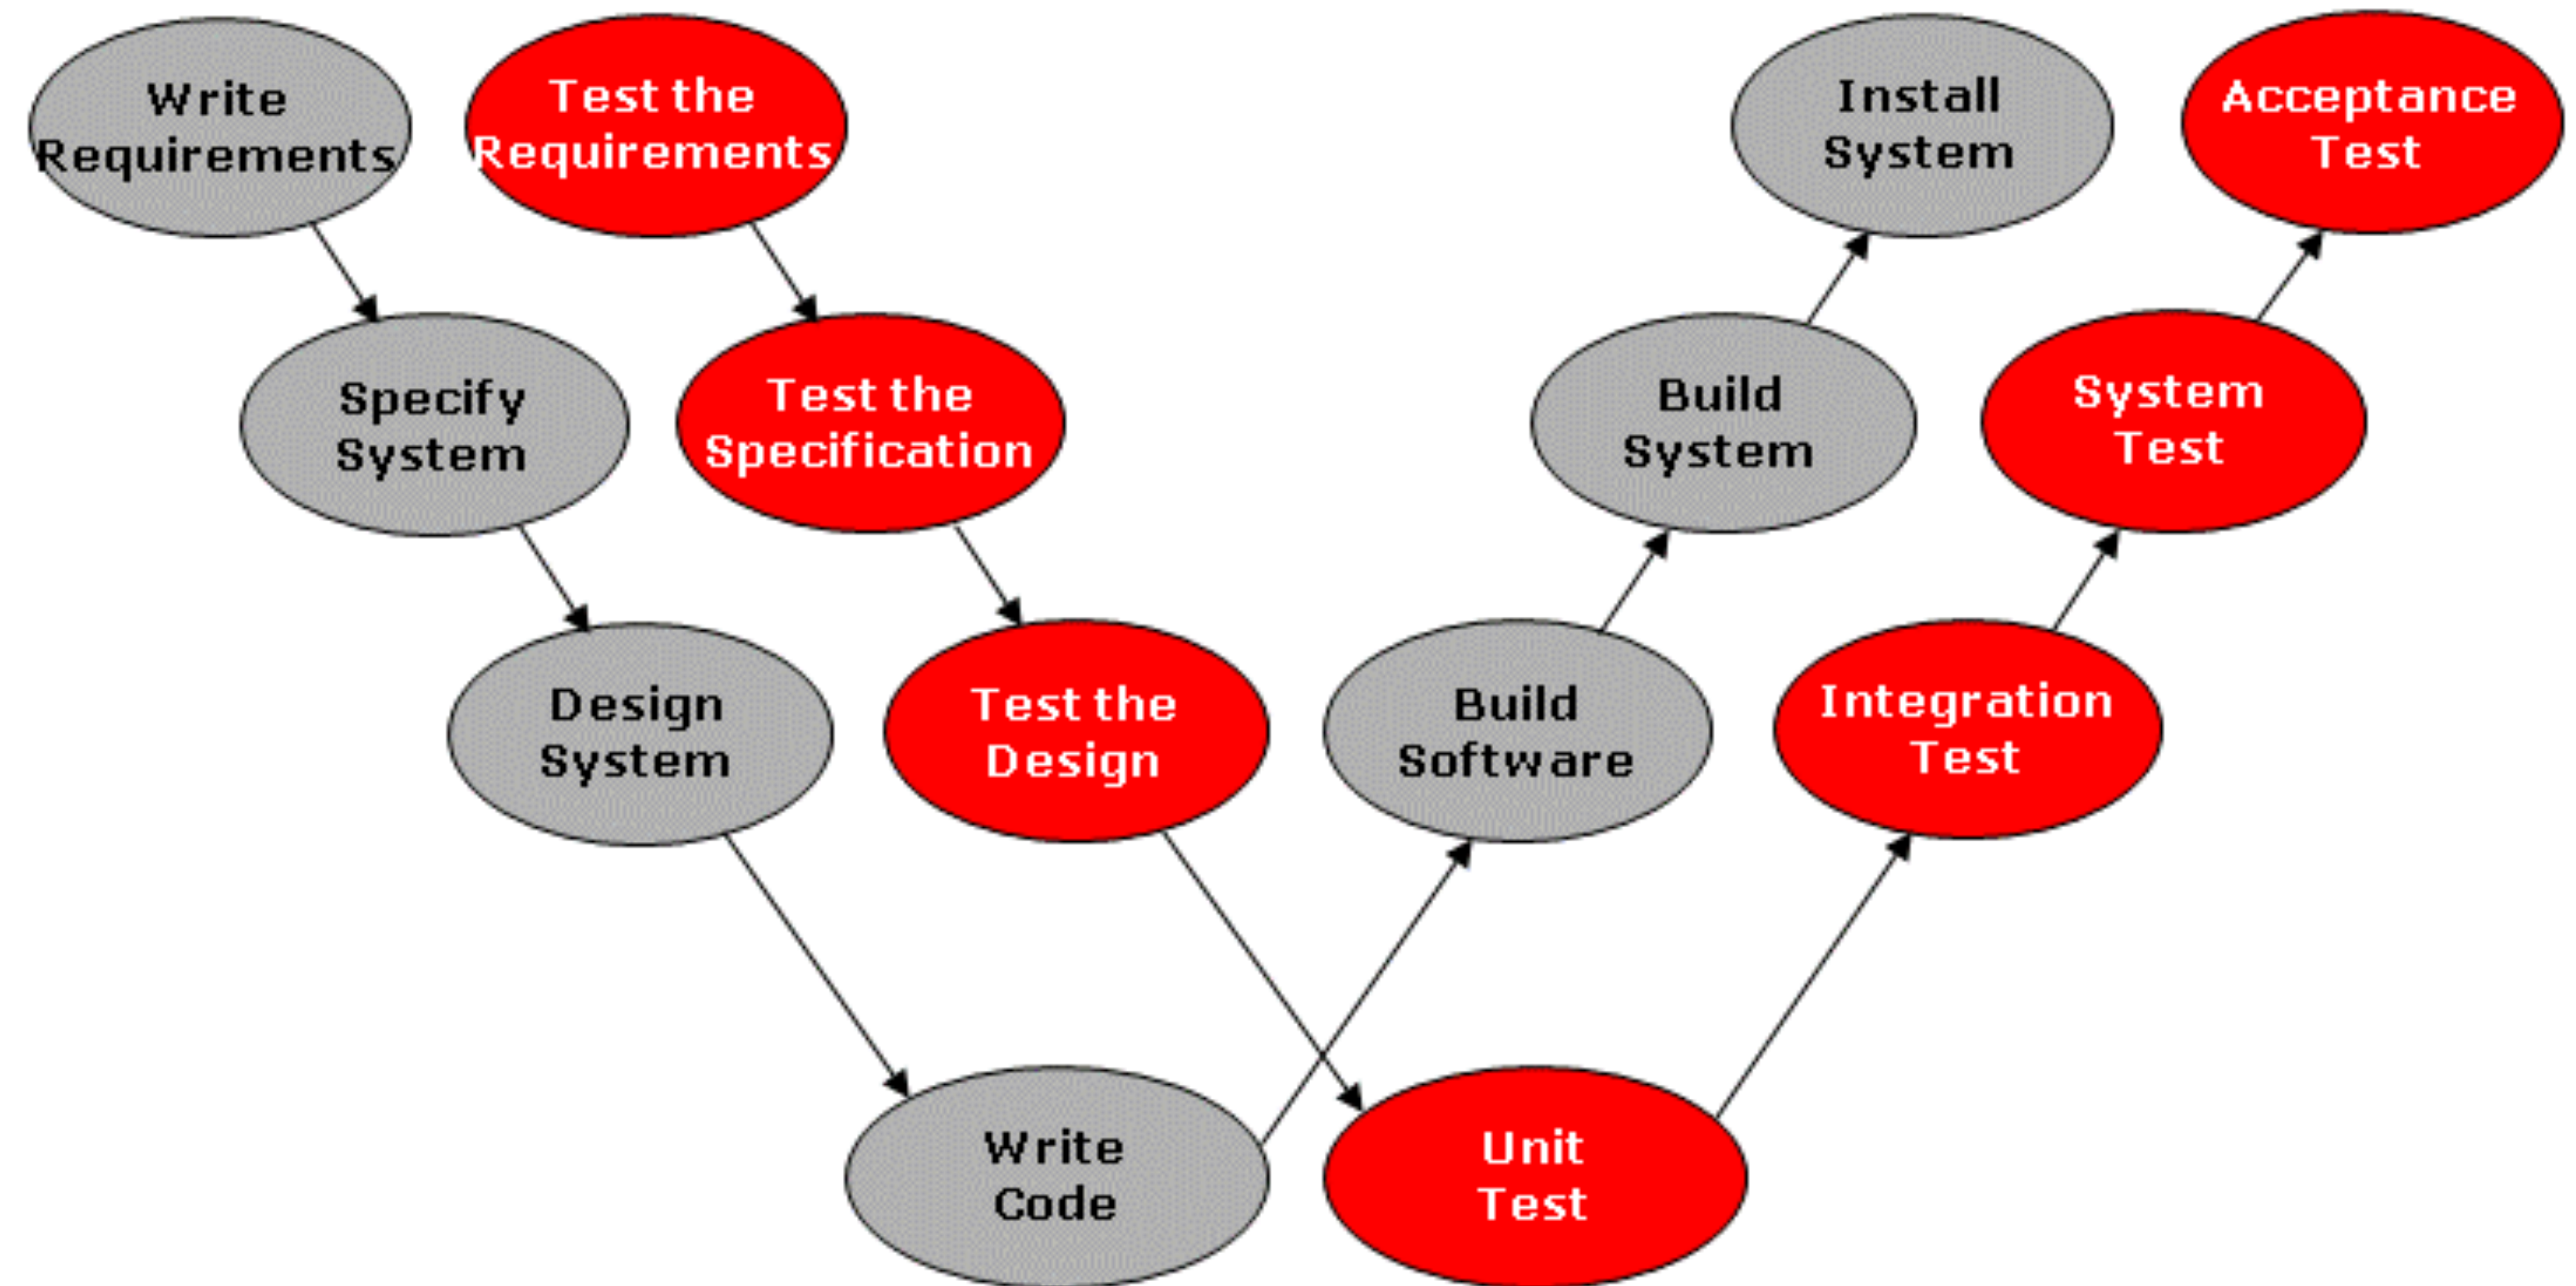 Write
Requirements
Test the
Requirements
Install
System
Acceptance
Test
Specify
System
Test the
Specification
Build
System
System
Test
Design
System
Test the
Design
Build
Software
Integration
Test
Write
Code
Unit
Test